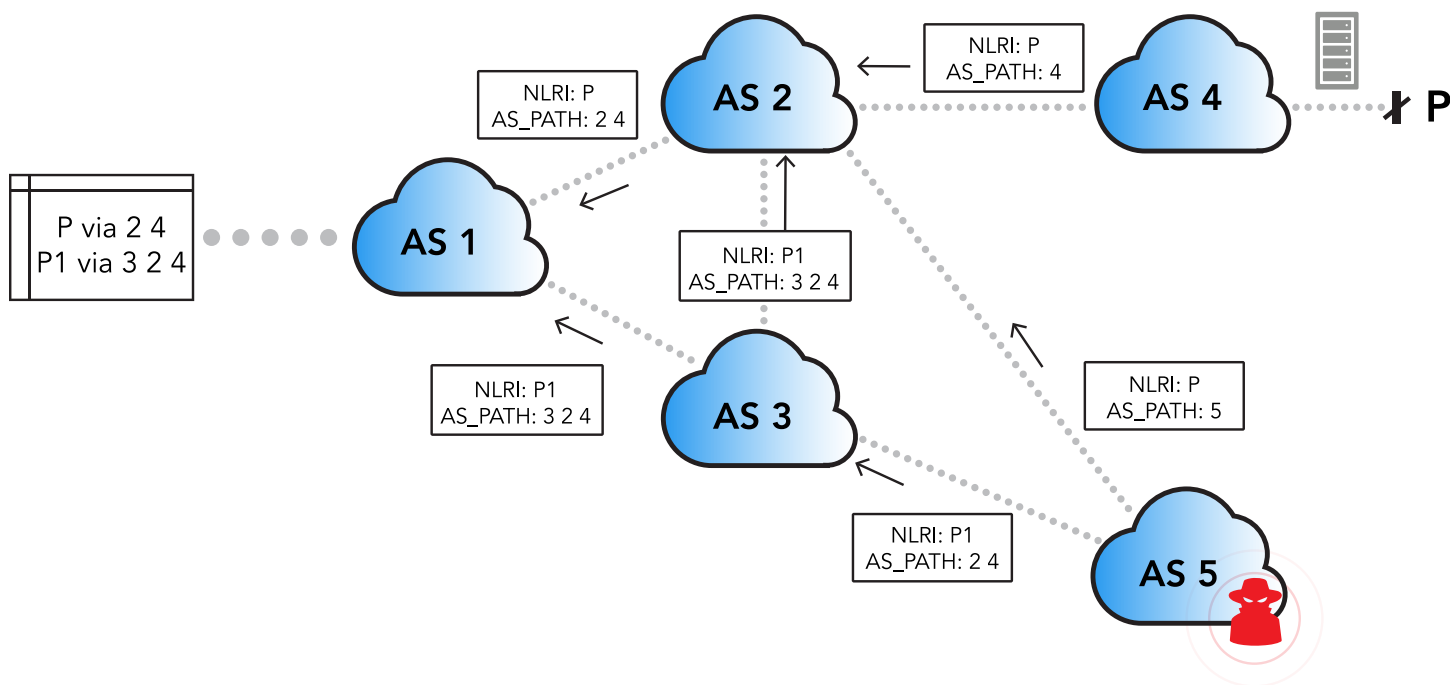 NLRI: P
AS_PATH: 4
AS 2
AS 4
P
NLRI: P
AS_PATH: 2 4
P via 2 4
P1 via 3 2 4
AS 1
NLRI: P1
AS_PATH: 3 2 4
NLRI: P1
AS_PATH: 3 2 4
AS 3
NLRI: P
AS_PATH: 5
NLRI: P1
AS_PATH: 2 4
AS 5